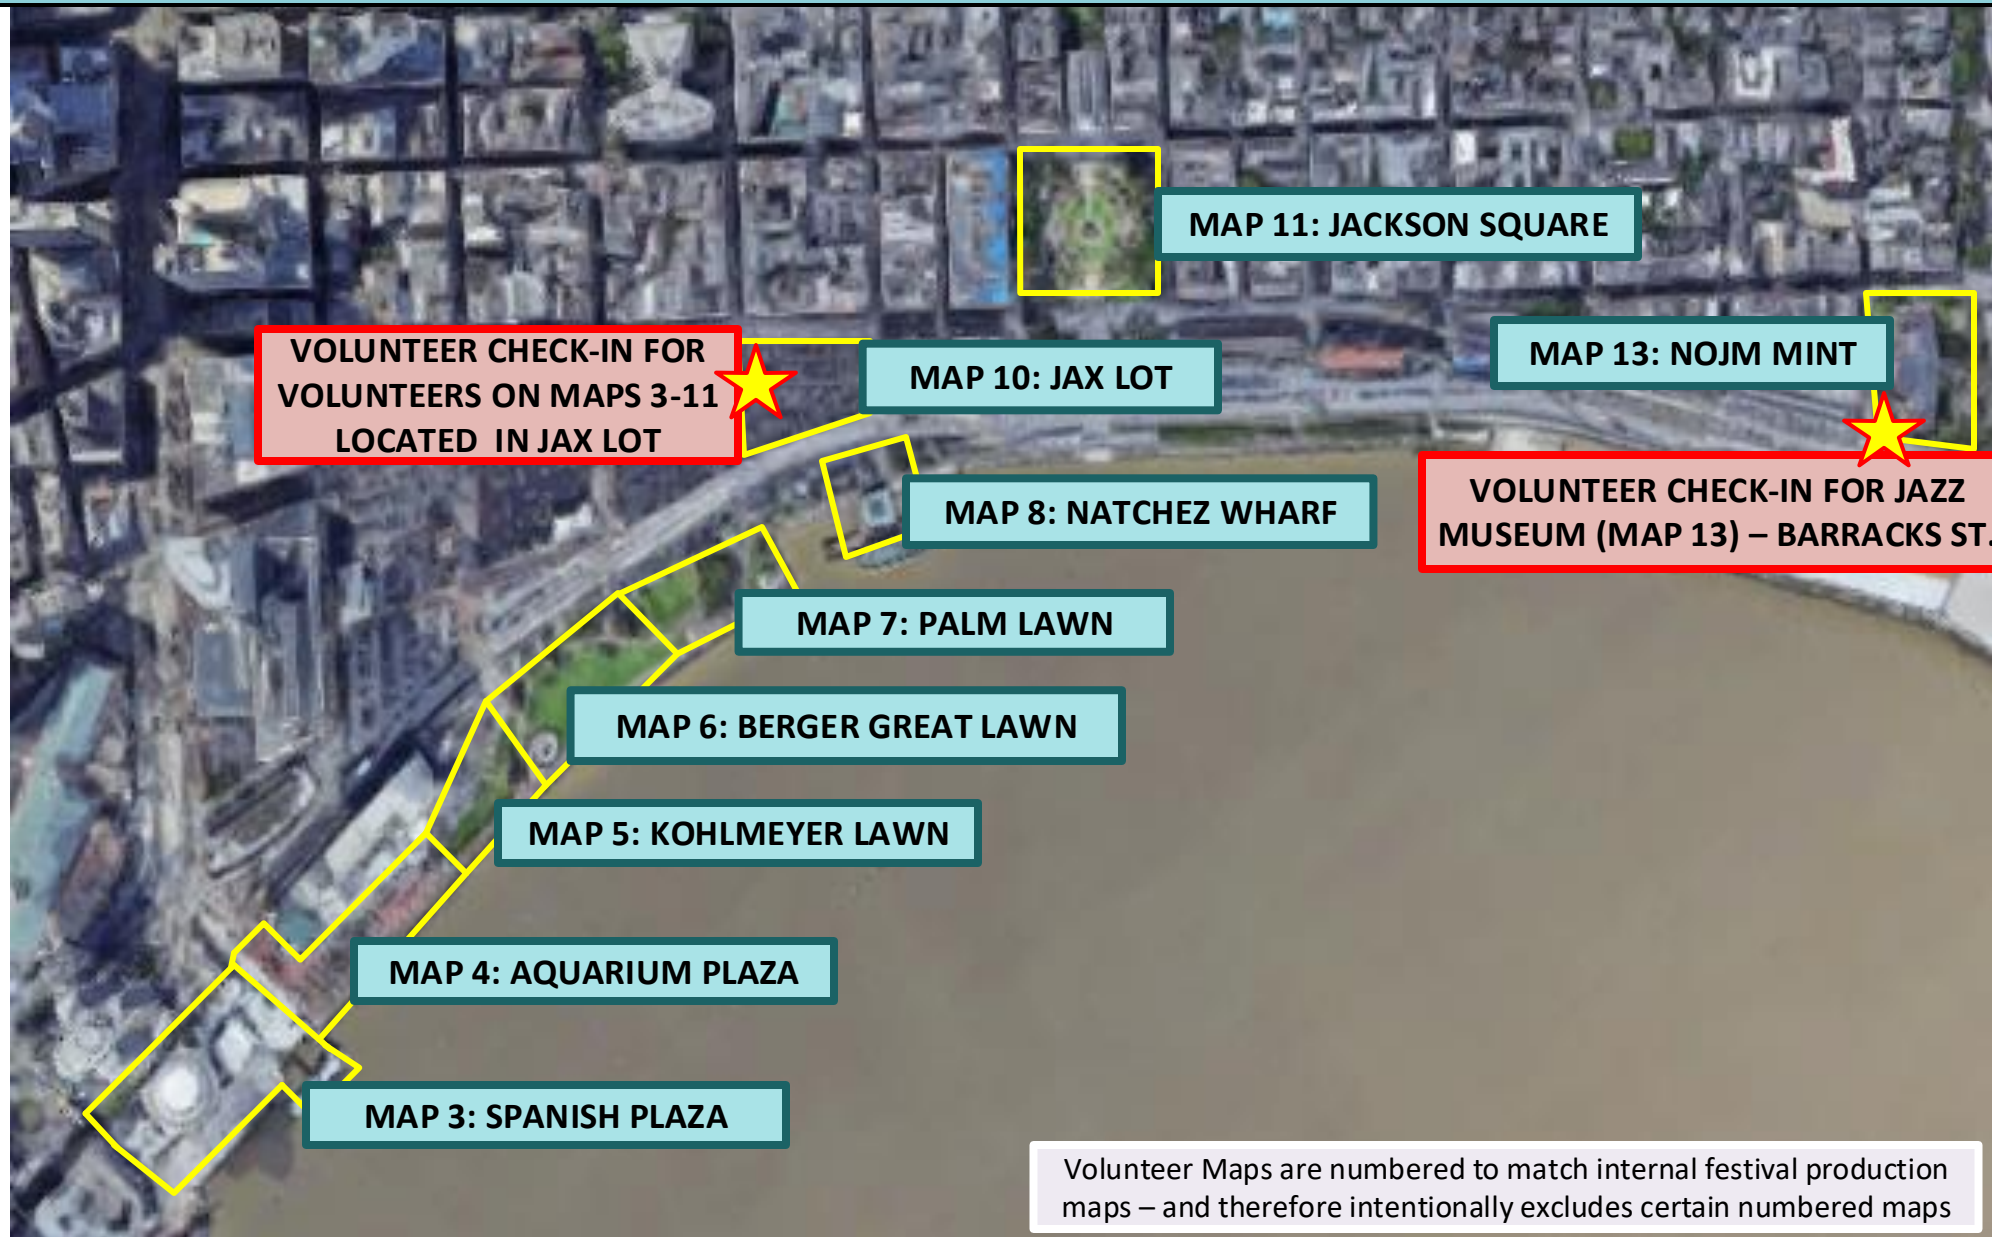 MAP 11: JACKSON SQUARE
VOLUNTEER CHECK-IN FOR
VOLUNTEERS ON MAPS 3-11
LOCATED IN JAX LOT
MAP 10: JAX LOT
MAP 13: NOJM MINT
MAP 8: NATCHEZ WHARF
VOLUNTEER CHECK-IN FOR JAZZ
MUSEUM (MAP 13) – BARRACKS ST.
MAP 7: PALM LAWN
MAP 6: BERGER GREAT LAWN
MAP 5: KOHLMEYER LAWN
MAP 4: AQUARIUM PLAZA
MAP 3: SPANISH PLAZA
Volunteer Maps are numbered to match internal festival production
maps – and therefore intentionally excludes certain numbered maps